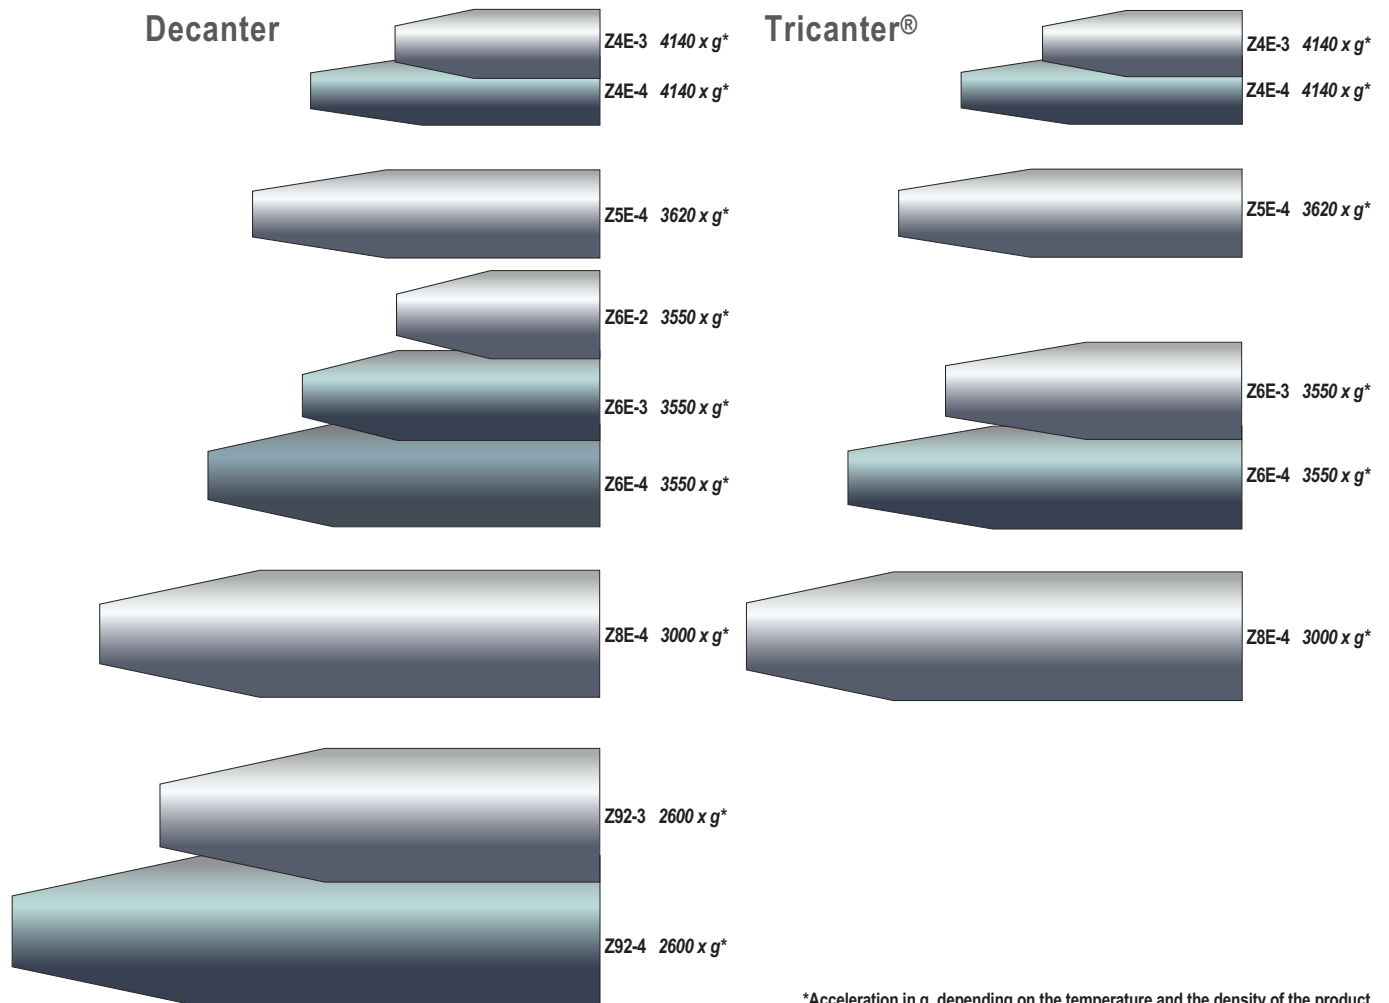 Decanter
Z4E-3 4140 x g*
Z4E-4 4140 x g*
Z5E-4 3620 x g*
Z6E-2 3550 x g*
Z6E-3 3550 x g*
Z6E-4 3550 x g*
Z8E-4 3000 x g*
Z92-3 2600 x g*
Z92-4 2600 x g*
Tricanter®
Z4E-3 4140 x g*
Z4E-4 4140 x g*
Z5E-4 3620 x g*
Z6E-3 3550 x g*
Z6E-4 3550 x g*
Z8E-4 3000 x g*
*Acceleration in g, depending on the temperature and the density of the product